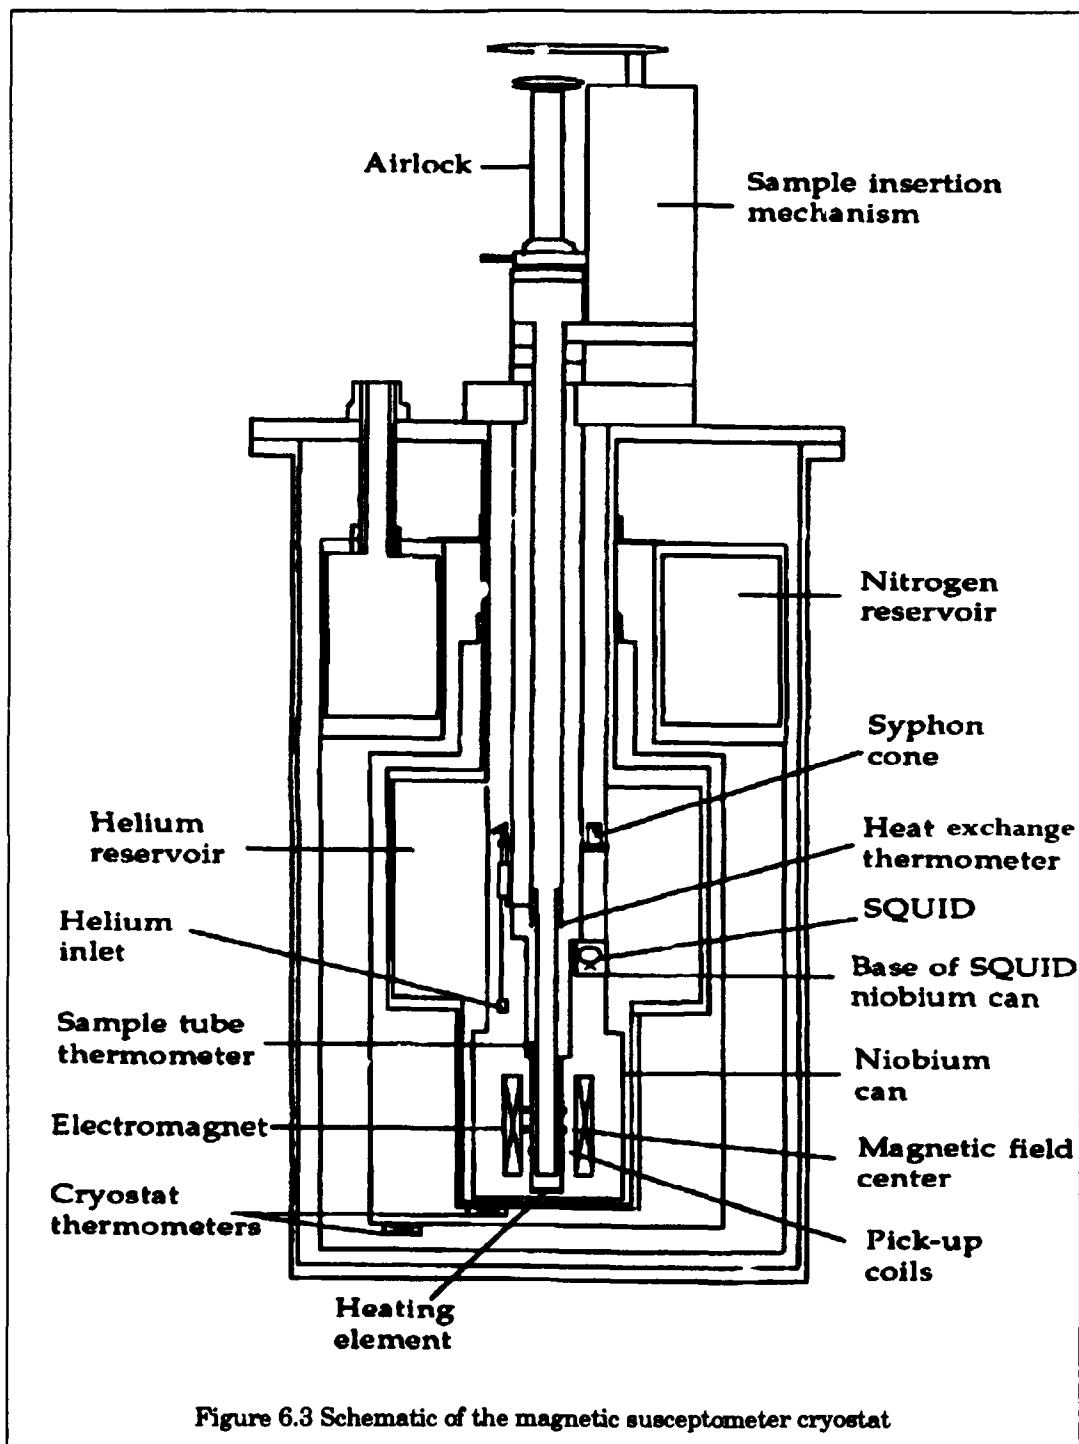 Airlock
Sample insertion
mechanism
Nitrogen
reservoir
Syphon
cone
Helium
reservoir
Heat exchange
thermometer
Helium
inlet
SQUID
Base of SQUID
niobium can
Sample tube
thermometer
Niobium
can
Electromagnet
Magnetic field
center
Cryostat
thermometers
Pick-up
coils
Heating
element
Figure 6.3 Schematic of the magnetic susceptometer cryostat